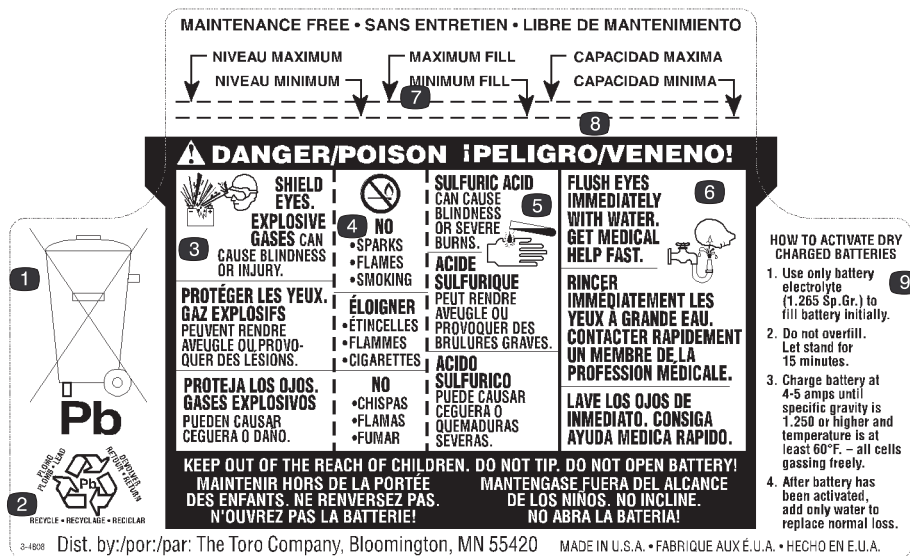 MAINTENANCE FREE • SANS ENTRETIEN • LIBRE DE MANTENIMIENTO
NIVEAU MAXIMUM
MAXIMUM FILL
CAPACIDAD MAXIMA
NIVEAU MINIMUM
MINIMUM FILL
CAPACIDAD MINIMA
7
8
DANGER/POISON ¡PELIGRO/VENENO!
SHIELD
EYES.
EXPLOSIVE
GASES CAN
CAUSE BLINDNESS
OR INJURY.
3
PROTÉGER LES YEUX.
GAZ EXPLOSIFS
PEUVENT RENDRE
AVEUGLE OU PROVO-
QUER DES LESIONS.
PROTEJA LOS OJOS.
GASES EXPLOSIVOS
PUEDEN CAUSAR
CEGUERA O DAÑO.
4
NO
•SPARKS
•FLAMES
•SMOKING
ÉLOIGNER
•ÉTINCELLES
•FLAMMES
•CIGARETTES
NO
•CHISPAS
•FLAMAS
•FUMAR
SULFURIC ACID
CAN CAUSE
BLINDNESS
OR SEVERE
BURNS.
5
ACIDE
SULFURIQUE
PEUT RENDRE
AVEUGLE OU
PROVOQUER DES
BRULURES GRAVES.
ACIDO
SULFURICO
PUEDE CAUSAR
CEGUERA O
QUEMADURAS
SEVERAS.
FLUSH EYES
IMMEDIATELY
WITH WATER.
GET MEDICAL
HELP FAST.
6
RINCER
IMMEDIATEMENT LES
YEUX À GRANDE EAU.
CONTACTER RAPIDEMENT
UN MEMBRE DE LA
PROFESSION MÉDICALE.
LAVE LOS OJOS DE
INMEDIATO. CONSIGA
AYUDA MEDICA RAPIDO.
KEEP OUT OF THE REACH OF CHILDREN. DO NOT TIP. DO NOT OPEN BATTERY!
MAINTENIR HORS DE LA PORTÉE
DES ENFANTS. NE RENVERSEZ PAS.
N'OUVREZ PAS LA BATTERIE!
MANTENGASE FUERA DEL ALCANCE
DE LOS NIÑOS. NO INCLINE.
NO ABRA LA BATERIA!
1
Pb
2
PLOMO
PLOMB • LEAD
DEVOLVER
RETOUR • RETURN
Pb
RECYCLE • RECYCLAGE • RECICLAR
HOW TO ACTIVATE DRY
CHARGED BATTERIES
9
1. Use only battery
electrolyte
(1.265 Sp.Gr.) to
fill battery initially.
2. Do not overfill.
Let stand for
15 minutes.
3. Charge battery at
4-5 amps until
specific gravity is
1.250 or higher and
temperature is at
least 60°F. – all cells
gassing freely.
4. After battery has
been activated,
add only water to
replace normal loss.
3-4808 Dist. by:/por:/par: The Toro Company, Bloomington, MN 55420 MADE IN U.S.A. • FABRIQUE AUX É.U.A. • HECHO EN E.U.A.